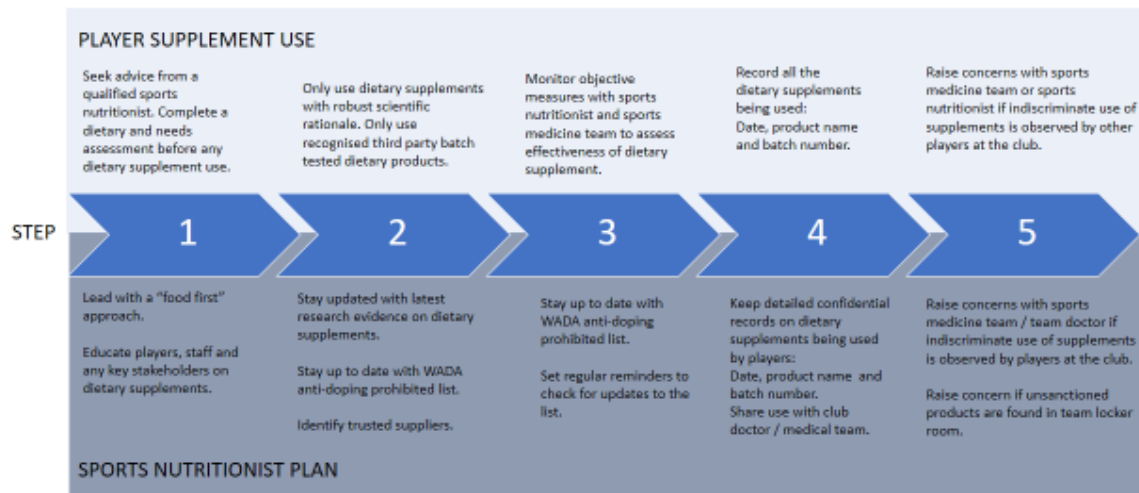 PLAYER SUPPLEMENT USE
Seek advice from a
qualified sports
nutritionist. Complete a
dietary and needs
assessment before any
dietary supplement use.
Only use dietary supplements
with robust scientific
rationale. Only use
recognised third party batch
tested dietary products.
Monitor objective
measures with sports
nutritionist and sports
medicine team to assess
effectiveness of dietary
supplement.
Record all the
dietary supplements
being used:
Date, product name
and batch number.
Raise concerns with sports
medicine team or sports
nutritionist if indiscriminate use of
supplements is observed by other
players at the club.
STEP
1
2
3
4
5
Lead with a “food first”
approach.
Educate players, staff and
any key stakeholders on
dietary supplements.
Stay updated with latest
research evidence on dietary
supplements.
Stay up to date with WADA
anti-doping prohibited list.
Identify trusted suppliers.
Stay up to date with
WADA anti-doping
prohibited list.
Set regular reminders to
check for updates to the
list.
Keep detailed confidential
records on dietary
supplements being used
by players:
Date, product name and
batch number.
Share use with club
doctor / medical team.
Raise concerns with sports
medicine team / team doctor if
indiscriminate use of supplements
is observed by players at the club.
Raise concern if unsanctioned
products are found in team locker
room.
SPORTS NUTRITIONIST PLAN